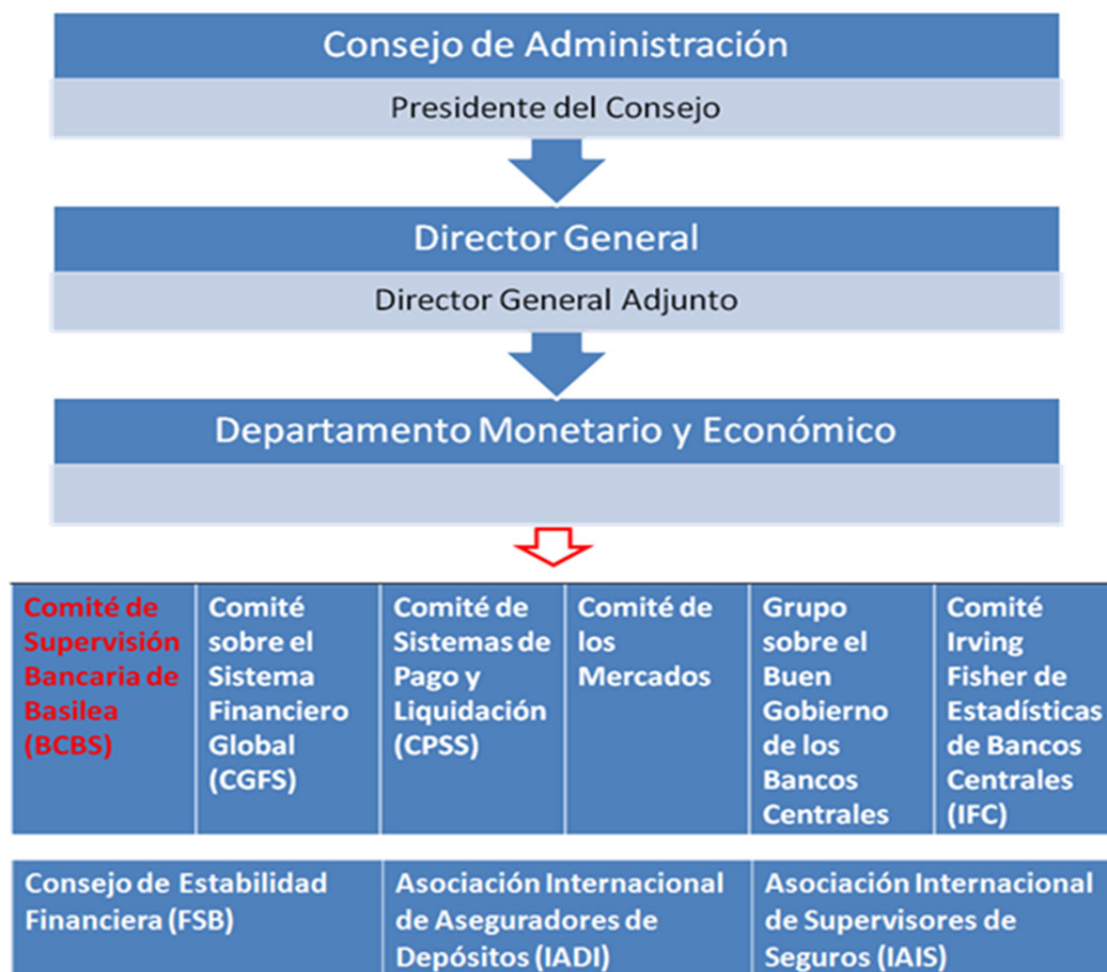 Consejo de Administración
Presidente del Consejo
Director General
Director General Adjunto
Departamento Monetario y Económico
Comité de
Supervisión
Bancaria de
Basilea
(BCBS)
Comité
sobre el
Sistema
Financiero
Global
(CGFS)
Comité de
Sistemas de
Pago y
Liquidación
(CPSS)
Comité de
los
Mercados
Grupo
sobre el
Buen
Gobierno
de los
Bancos
Centrales
Comité
Irving
Fisher de
Estadísticas
de Bancos
Centrales
(IFC)
Consejo de Estabilidad
Financiera (FSB)
Asociación Internacional
de Aseguradores de
Depósitos (IADI)
Asociación Internacional
de Supervisores de
Seguros (IAIS)